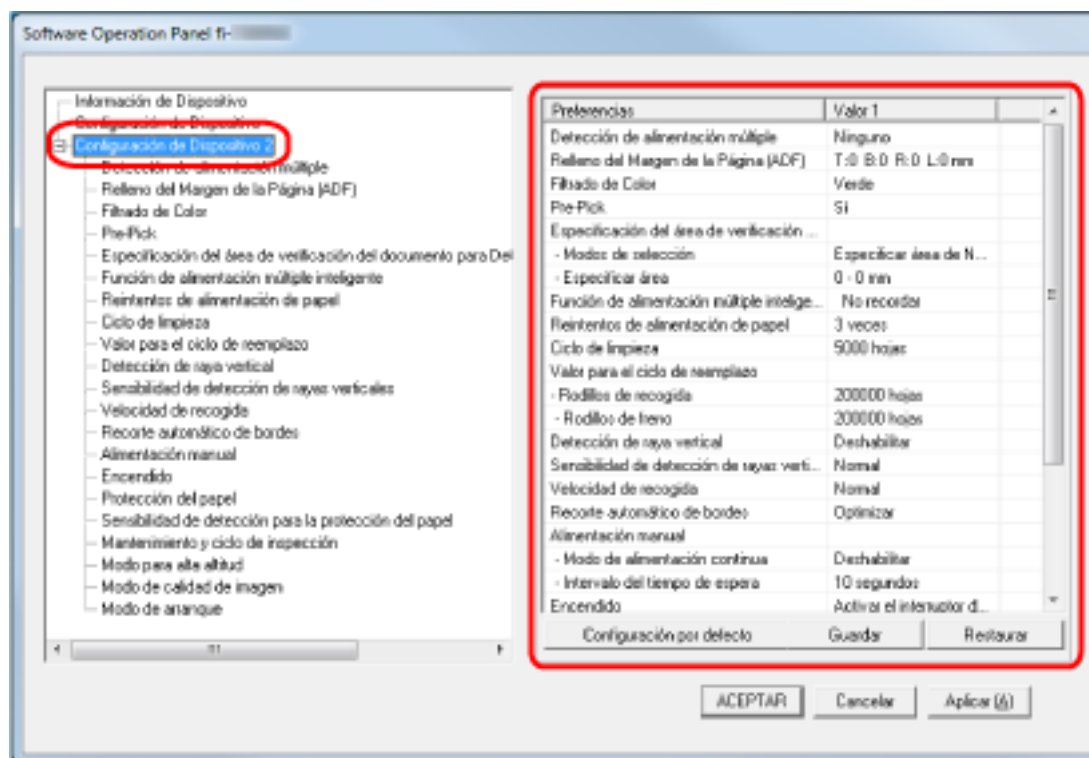 Software Operation Panel fi-
Información de Dispositivo
Configuración de Dispositivo
Configuración de Dispositivo 2
Detección de alimentación múltiple
Relleno del Margen de la Página (ADF)
Filtrado de Color
Pre-Pick
Especificación del área de verificación del documento para Det
Función de alimentación múltiple inteligente
Reintentos de alimentación de papel
Ciclo de limpieza
Valor para el ciclo de reemplazo
Detección de raya vertical
Sensibilidad de detección de rayas verticales
Velocidad de recogida
Recorte automático de bordes
Alimentación manual
Encendido
Protección del papel
Sensibilidad de detección para la protección del papel
Mantenimiento y ciclo de inspección
Modo para alta altitud
Modo de calidad de imagen
Modo de arranque
Preferencias Valor 1
Detección de alimentación múltiple Ninguno
Relleno del Margen de la Página (ADF) T:0 B:0 R:0 L:0 mm
Filtrado de Color Verde
Pre-Pick Sí
Especificación del área de verificación ...
- Modos de selección Especificar área de N...
- Especificar área 0 - 0 mm
Función de alimentación múltiple intelige... No recordar
Reintentos de alimentación de papel 3 veces
Ciclo de limpieza 5000 hojas
Valor para el ciclo de reemplazo
- Rodillos de recogida 200000 hojas
- Rodillos de freno 200000 hojas
Detección de raya vertical Deshabilitar
Sensibilidad de detección de rayas verti... Normal
Velocidad de recogida Normal
Recorte automático de bordes Optimizar
Alimentación manual
- Modo de alimentación continua Deshabilitar
- Intervalo del tiempo de espera 10 segundos
Encendido Activar el interruptor d...
Configuración por defecto Guardar Restaurar
ACEPTAR Cancelar Aplicar (A)